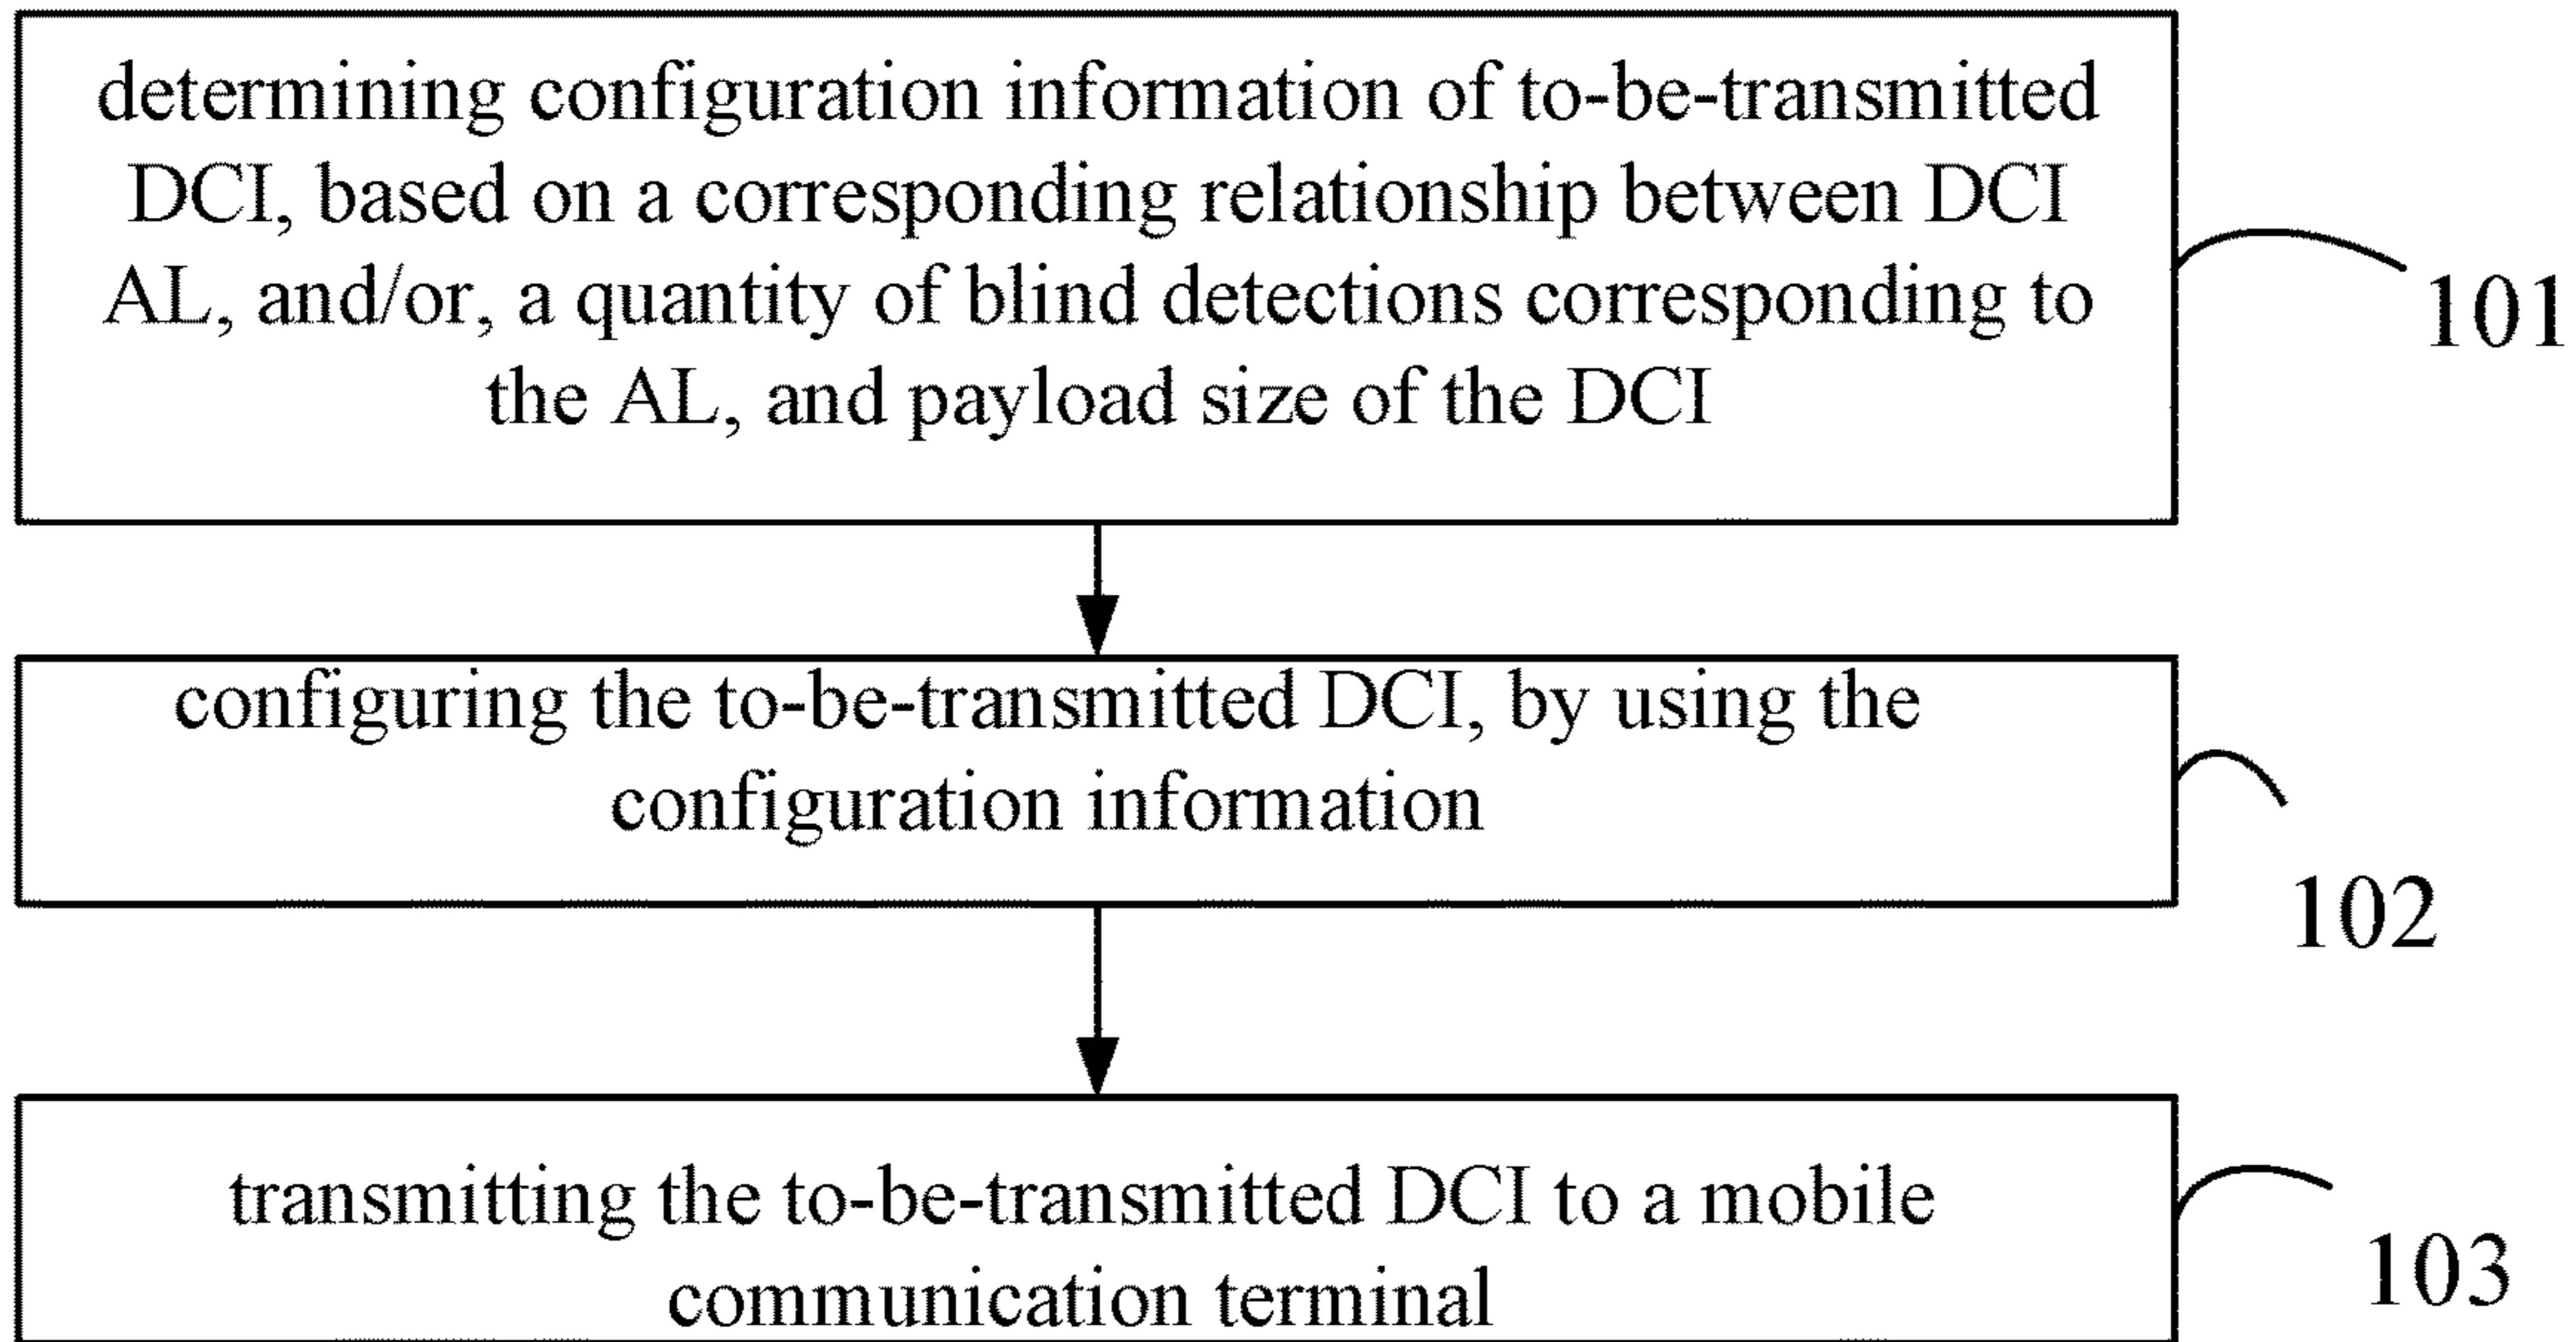 determining configuration information of to-be-transmitted
DCI, based on a corresponding relationship between DCI
AL, and/or, a quantity of blind detections corresponding to
the AL, and payload size of the DCI
101
configuring the to-be-transmitted DCI, by using the
configuration information
102
transmitting the to-be-transmitted DCI to a mobile
communication terminal
103